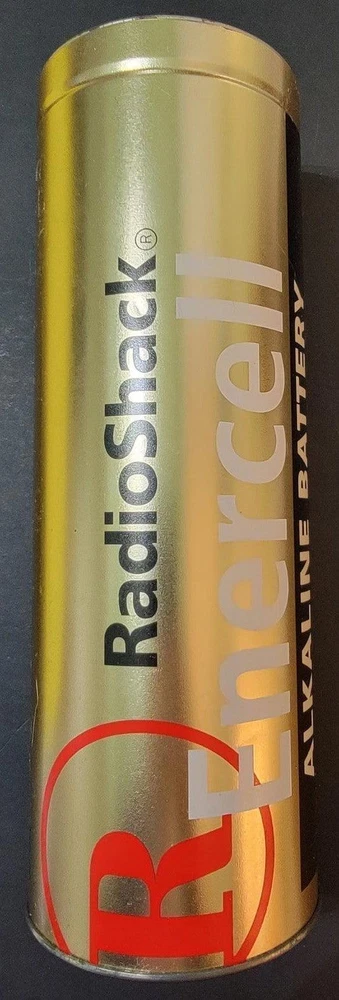 RadioShack®
Enercell
ALKALINE BATTERY
R